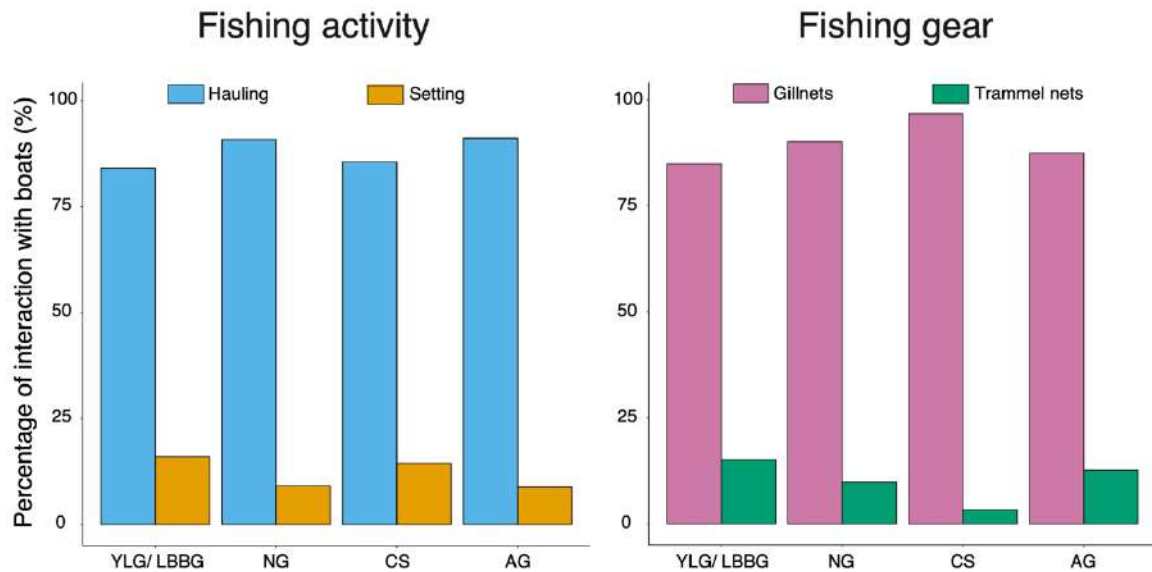 Fishing activity
Fishing gear
Percentage of interaction with boats (%)
Hauling Setting
100
75
50
25
0
YLG/ LBBG NG CS AG
Gillnets Trammel nets
100
75
50
25
0
YLG/ LBBG NG CS AG